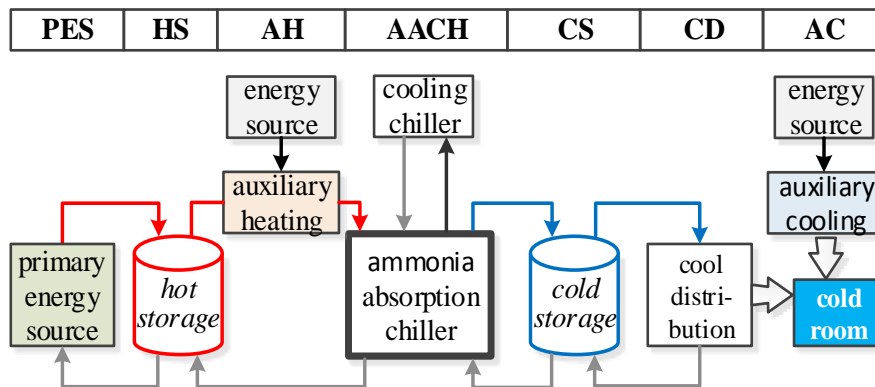 PES HS AH AACH CS CD AC
energy
source
cooling
chiller
energy
source
auxiliary
heating
auxiliary
cooling
primary
energy
source
hot
storage
ammonia
absorption
chiller
cold
storage
cool
distri-
bution
cold
room